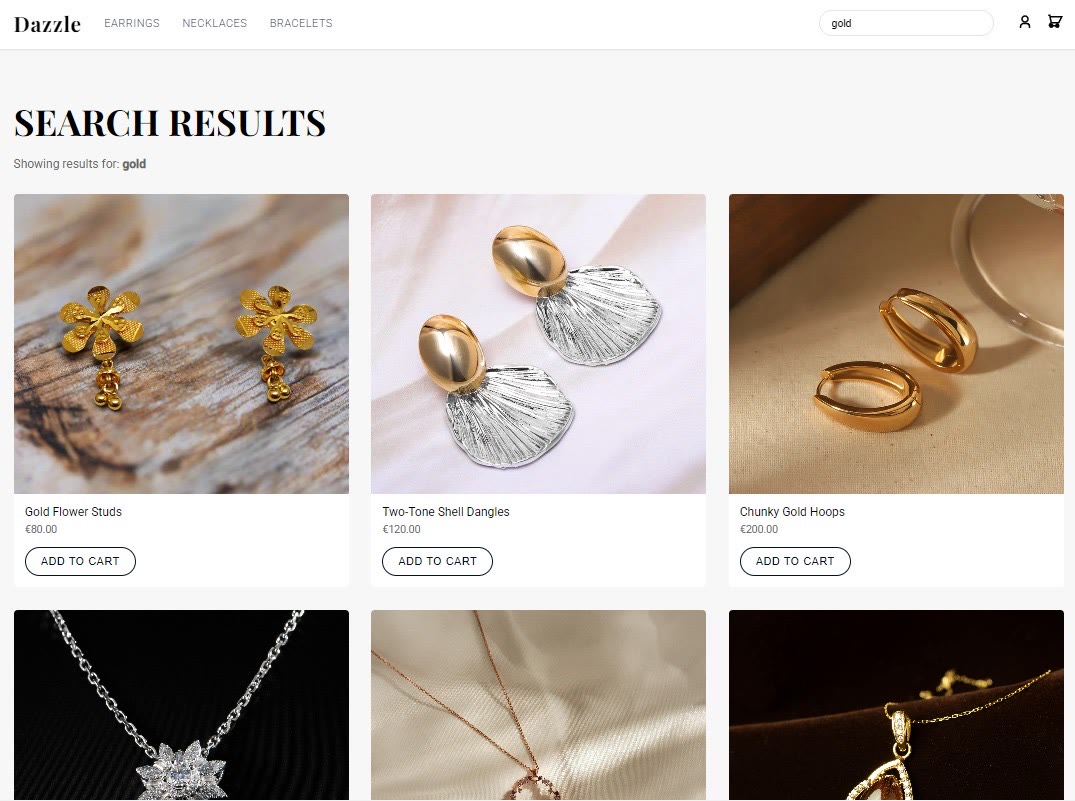 Dazzle EARRINGS NECKLACES BRACELETS gold
SEARCH RESULTS
Showing results for: gold
Gold Flower Studs
€80.00
ADD TO CART
Two-Tone Shell Dangles
€120.00
ADD TO CART
Chunky Gold Hoops
€200.00
ADD TO CART